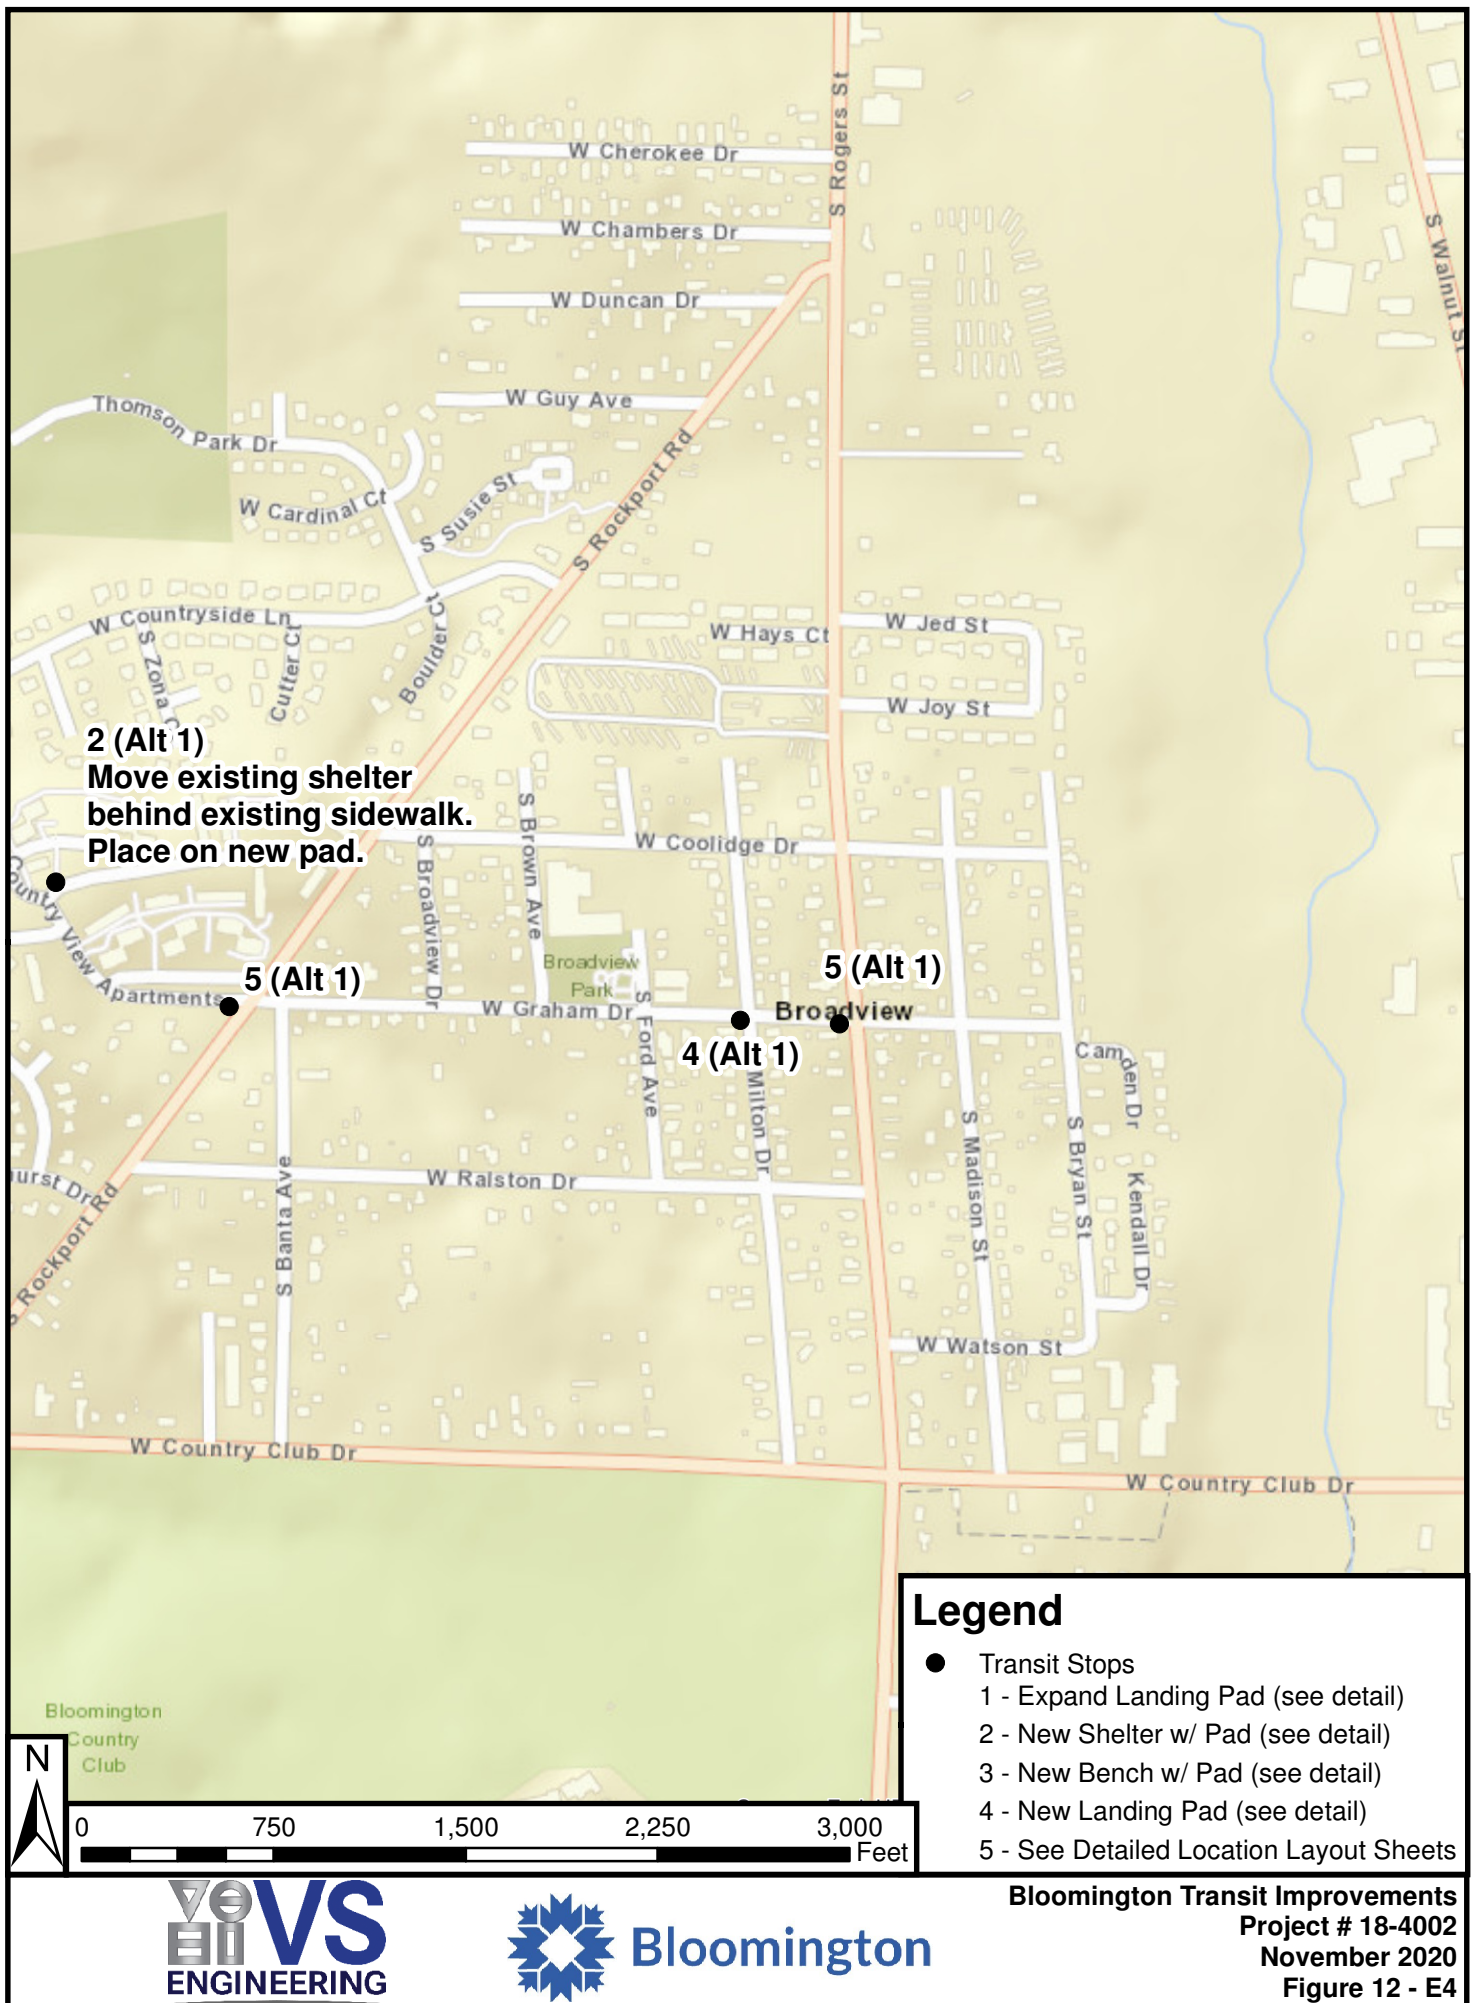 W Cherokee Dr
S Rogers St
W Chambers Dr
S Walnut St
W Duncan Dr
W Guy Ave
Thomson Park Dr
W Cardinal Ct
S Susie St
S Rockport Rd
W Countryside Ln
S Zona
Cutter Ct
Boulder Ct
W Hays Ct
W Jed St
W Joy St
2 (Alt 1)
Move existing shelter
behind existing sidewalk.
Place on new pad.
S Broadview Dr
S Brown Ave
W Coolidge Dr
Country View Apartments
5 (Alt 1)
Broadview
Park
W Graham Dr
S Ford Ave
5 (Alt 1)
Broadview
4 (Alt 1)
Milton Dr
Camden Dr
S Madison St
S Bryan St
Kendall Dr
W Ralston Dr
urst Dr
S Rockport Rd
S Banta Ave
W Watson St
W Country Club Dr
W Country Club Dr
Bloomington
Country
Club
Legend
Transit Stops
1 - Expand Landing Pad (see detail)
2 - New Shelter w/ Pad (see detail)
3 - New Bench w/ Pad (see detail)
4 - New Landing Pad (see detail)
5 - See Detailed Location Layout Sheets
N
0 750 1,500 2,250 3,000
Feet
VS
ENGINEERING
Bloomington
Bloomington Transit Improvements
Project # 18-4002
November 2020
Figure 12 - E4